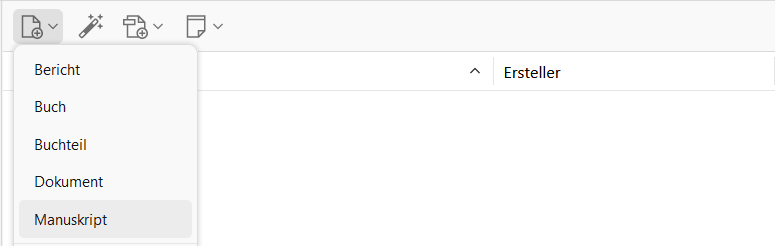 Ersteller
Bericht
Buch
Buchteil
Dokument
Manuskript